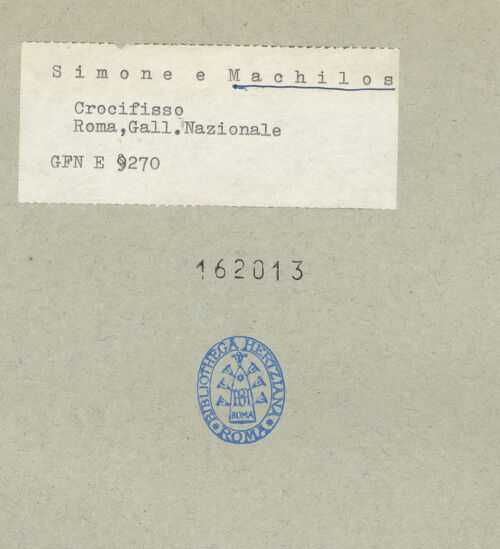 Simone e Machilos
Crocifisso
Roma,Gall.Nazionale
GFN E 9270
162013
BIBLIOTHECA HERTZIANA
ROMA
ROMA